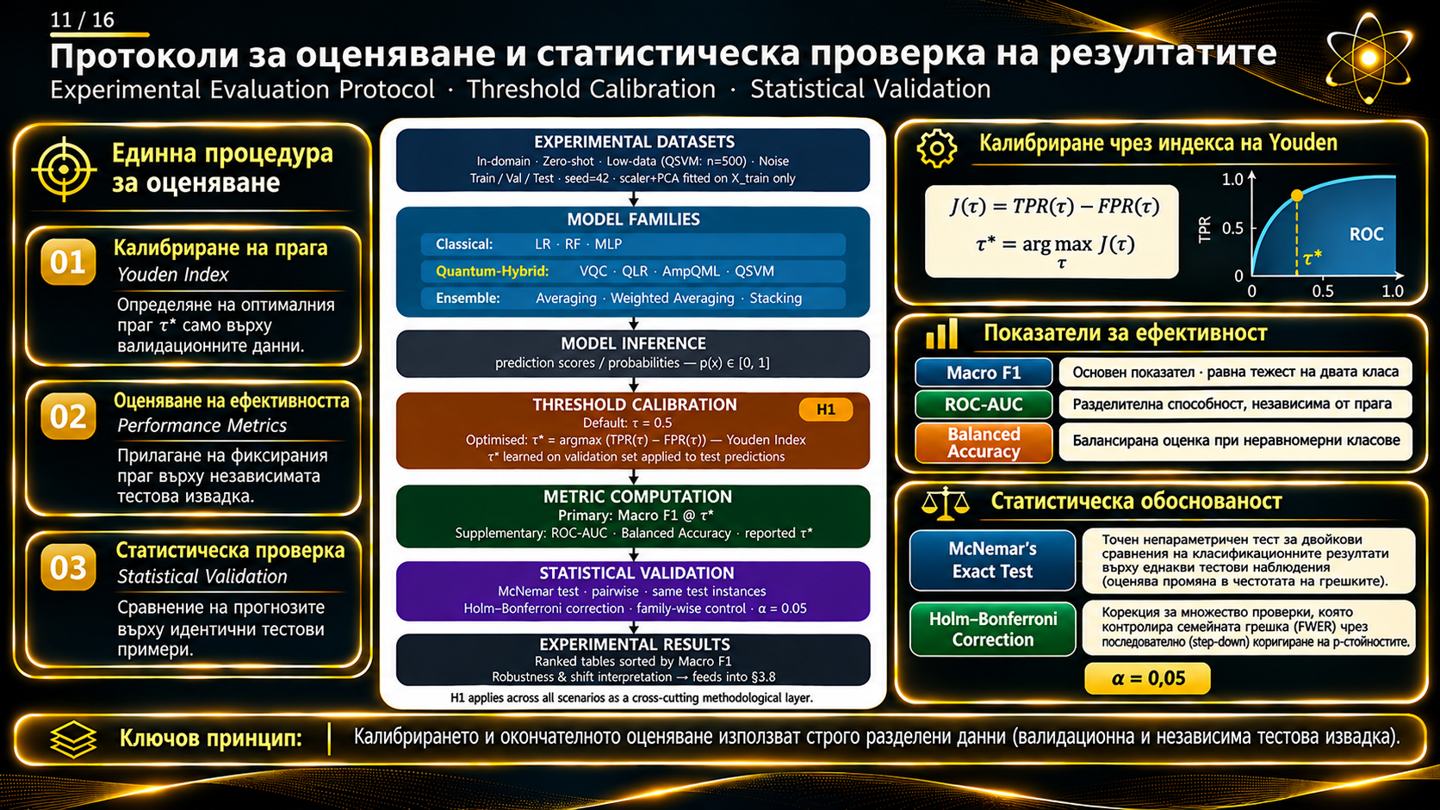 11 / 16
Протоколи за оценяване и статистическа проверка на резултатите
Experimental Evaluation Protocol · Threshold Calibration · Statistical Validation
Единна процедура
за оценяване
01
Калибриране на прага
Youden Index
Определяне на оптималния
праг τ* само върху
валидационните данни.
02
Оценяване на ефективността
Performance Metrics
Прилагане на фиксирания
праг върху независимата
тестова извадка.
03
Статистическа проверка
Statistical Validation
Сравнение на прогнозите
върху идентични тестови
примери.
EXPERIMENTAL DATASETS
In-domain · Zero-shot · Low-data (QSVM: n=500) · Noise
Train / Val / Test · seed=42 · scaler+PCA fitted on X_train only
MODEL FAMILIES
Classical: LR · RF · MLP
Quantum-Hybrid: VQC · QLR · AmpQML · QSVM
Ensemble: Averaging · Weighted Averaging · Stacking
MODEL INFERENCE
prediction scores / probabilities — p(x) ∈ [0, 1]
THRESHOLD CALIBRATION
H1
Default: τ = 0.5
Optimised: τ* = argmax (TPR(τ) − FPR(τ)) — Youden Index
τ* learned on validation set applied to test predictions
METRIC COMPUTATION
Primary: Macro F1 @ τ*
Supplementary: ROC-AUC · Balanced Accuracy · reported τ*
STATISTICAL VALIDATION
McNemar test · pairwise · same test instances
Holm–Bonferroni correction · family-wise control · α = 0.05
EXPERIMENTAL RESULTS
Ranked tables sorted by Macro F1
Robustness & shift interpretation → feeds into §3.8
H1 applies across all scenarios as a cross-cutting methodological layer.
Калибриране чрез индекса на Youden
J(τ) = TPR(τ) − FPR(τ)
τ* = arg max J(τ)
τ
1.0
TPR
0.5
ROC
τ*
0
0 0.5 1.0
Показатели за ефективност
Macro F1
Основен показател · равна тежест на двата класа
ROC-AUC
Разделителна способност, независима от прага
Balanced
Accuracy
Балансирана оценка при неравномерни класове
Статистическа обоснованост
McNemar's
Exact Test
Точен непараметричен тест за двойкови
сравнения на класификационните резултати
върху еднакви тестови наблюдения
(оценява промяна в честотата на грешките).
Holm–Bonferroni
Correction
Корекция за множество проверки, която
контролира семейната грешка (FWER) чрез
последователно (step-down) коригиране на p-стойностите.
α = 0,05
Ключов принцип:
Калибрирането и окончателното оценяване използват строго разделени данни (валидационна и независима тестова извадка).